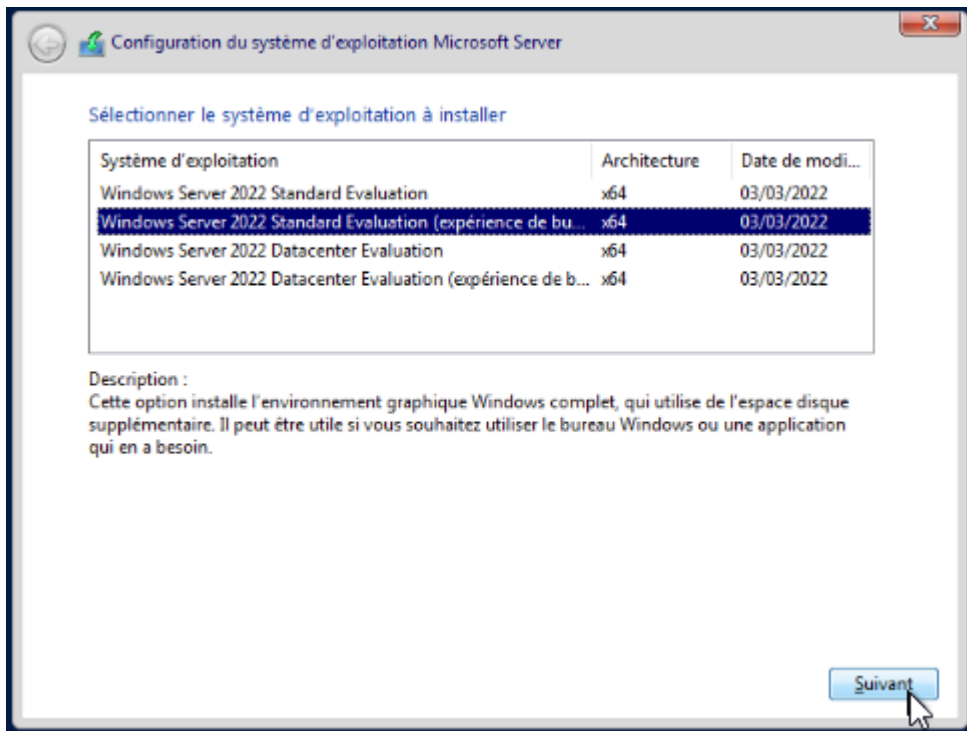 Configuration du système d'exploitation Microsoft Server
Sélectionner le système d'exploitation à installer
Système d'exploitation Architecture Date de modi...
Windows Server 2022 Standard Evaluation x64 03/03/2022
Windows Server 2022 Standard Evaluation (expérience de bu... x64 03/03/2022
Windows Server 2022 Datacenter Evaluation x64 03/03/2022
Windows Server 2022 Datacenter Evaluation (expérience de b... x64 03/03/2022
Description :
Cette option installe l'environnement graphique Windows complet, qui utilise de l'espace disque
supplémentaire. Il peut être utile si vous souhaitez utiliser le bureau Windows ou une application
qui en a besoin.
Suivant